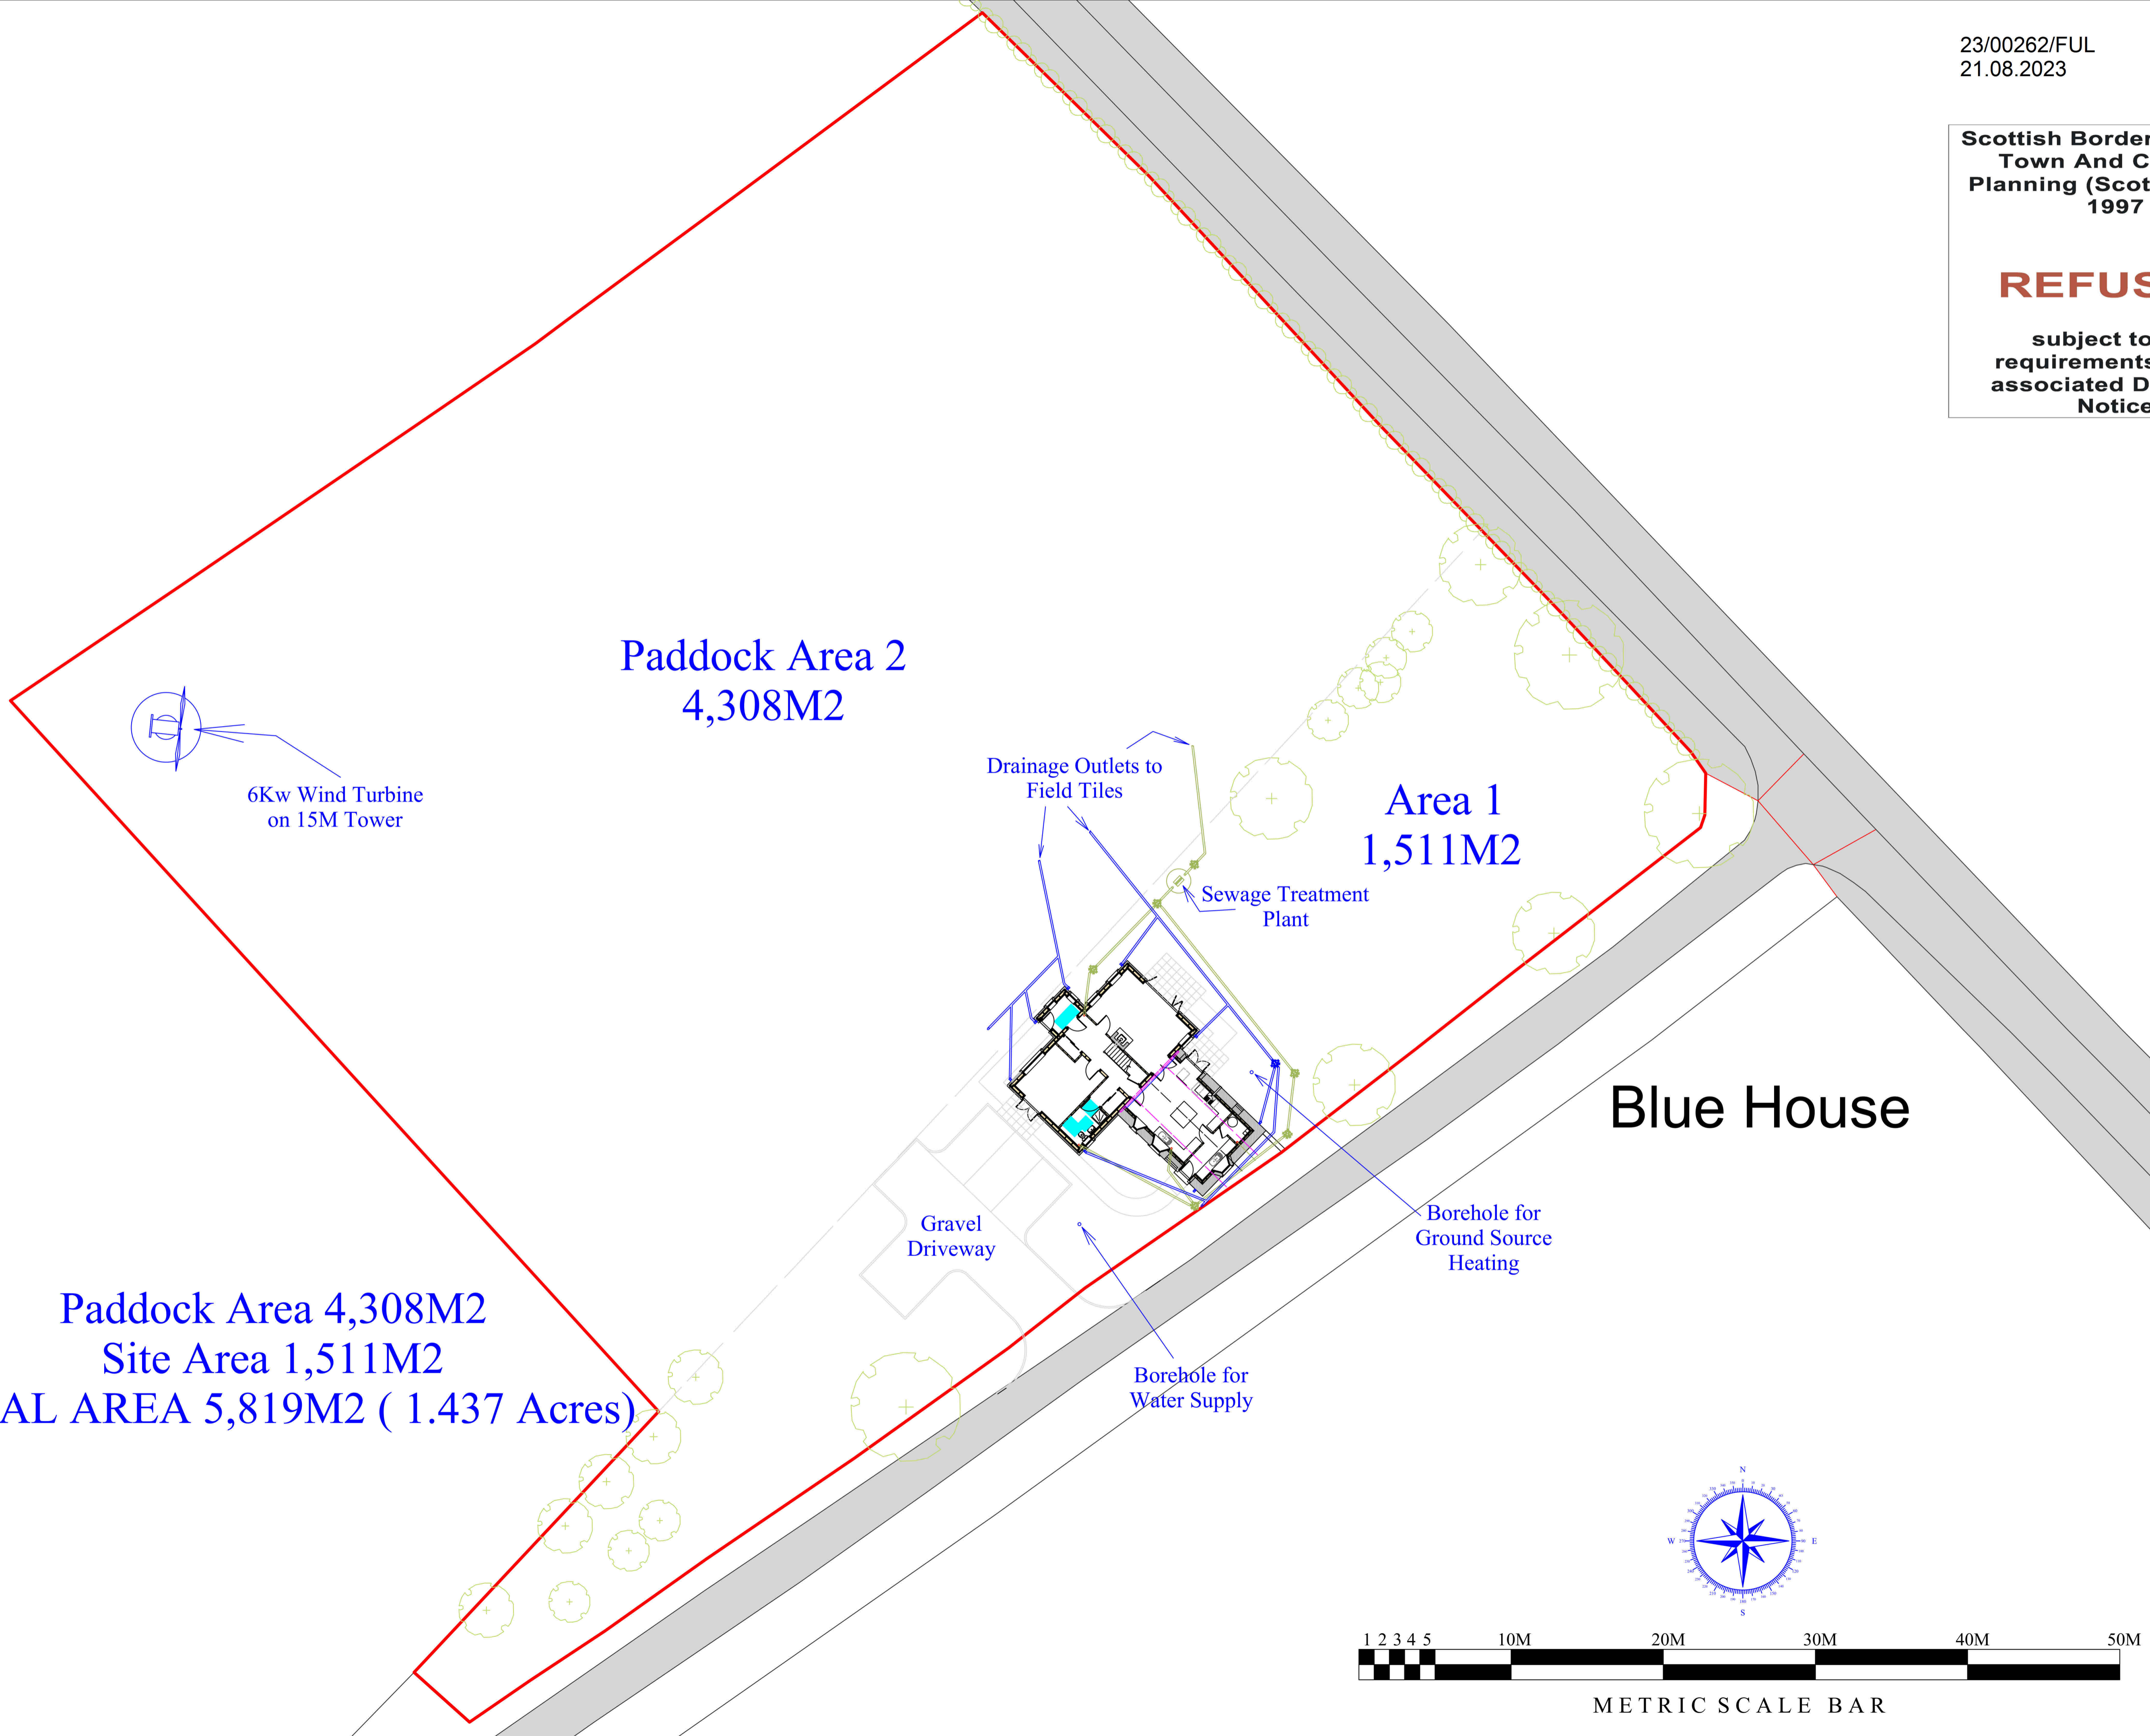 23/00262/FUL
21.08.2023
Scottish Border
Town And C
Planning (Scot
1997
REFUS
subject to
requirements
associated D
Notice
Paddock Area 2
4,308M2
6Kw Wind Turbine
on 15M Tower
Drainage Outlets to
Field Tiles
Area 1
1,511M2
Sewage Treatment
Plant
Blue House
Gravel
Driveway
Borehole for
Ground Source
Heating
Borehole for
Water Supply
Paddock Area 4,308M2
Site Area 1,511M2
AL AREA 5,819M2 ( 1.437 Acres)
N
W
E
S
1 2 3 4 5 10M 20M 30M 40M 50M
METRIC SCALE BAR